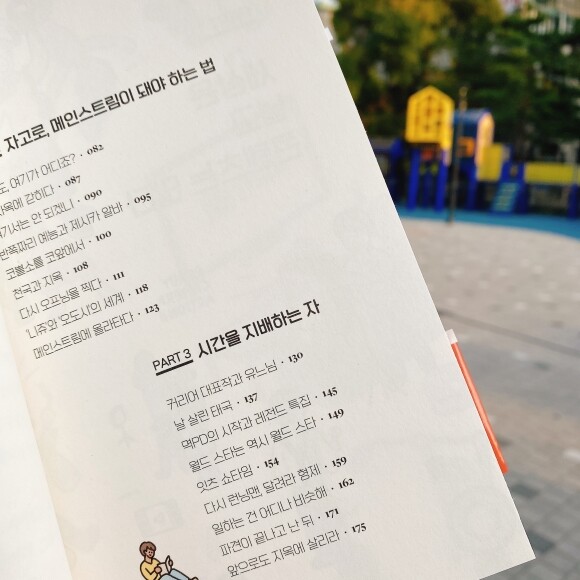 자고로, 메인스트림이 돼야 하는 법
여기가 어디죠? · 082
지옥에 갇히다 · 087
여기서는 안 되겠니 · 090
반쪽짜리 예능과 제시카 알바 · 095
코뿔소를 코앞에서 · 100
천국과 지옥 · 108
다시 오프닝을 찍다 · 111
'니쥬'와 '오도시'의 세계 · 118
메인스트림에 올라타다 · 123
PART 3 시간을 지배하는 자
커리어 대표작과 유느님 · 130
날 살린 태국 · 137
멱PD의 시작과 레전드 특집 · 145
월드 스타는 역시 월드 스타 · 149
잇츠 쇼타임 · 154
다시 런닝맨, 달려라 형제 · 159
일하는 건 어디나 비슷해 · 162
파견이 끝나고 난 뒤 · 171
앞으로도 지옥에 살리라 · 175